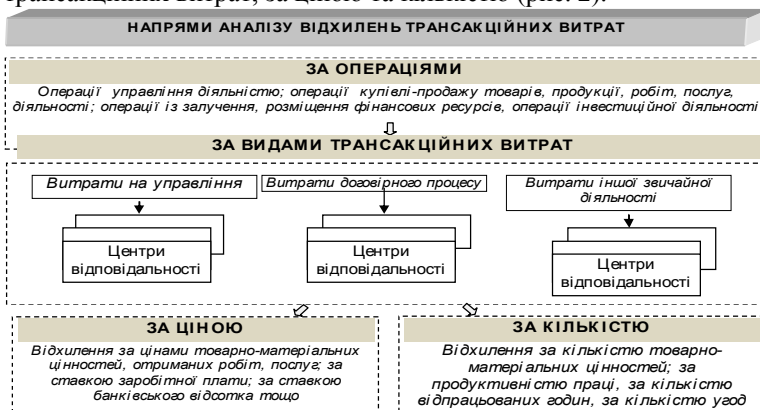 трансакційних витрат, за ціною та кількістю (рис. 2).
НАПРЯМИ АНАЛІЗУ ВІДХИЛЕНЬ ТРАНСАКЦІЙНИХ ВИТРАТ
ЗА ОПЕРАЦІЯМИ
Операції управління діяльністю; операції купівлі-продажу товарів, продукції, робіт, послуг,
діяльності; операції із залучення, розміщення фінансових ресурсів, операції інвестиційної діяльності
ЗА ВИДАМИ ТРАНСАКЦІЙНИХ ВИТРАТ
Витрати на управління
Витрати договірного процесу
Витрати іншої звичайної
діяльності
Центри
відповідальності
Центри
відповідальності
Центри
відповідальності
ЗА ЦІНОЮ
Відхилення за цінами товарно-матеріальних
цінностей, отриманих робіт, послуг; за
ставкою заробітної плати; за ставкою
банківського відсотка тощо
ЗА КІЛЬКІСТЮ
Відхилення за кількістю товарно-
матеріальних цінностей; за
продуктивністю праці, за кількістю
відпрацьованих годин, за кількістю угод